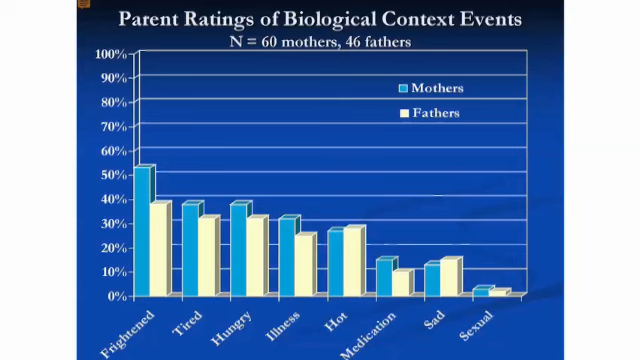 Parent Ratings of Biological Context Events
N = 60 mothers, 46 fathers
100%
90%
80%
70%
60%
50%
40%
30%
20%
10%
0%
Mothers
Fathers
Frightened
Tired
Hungry
Illness
Hot
Medication
Sad
Sexual